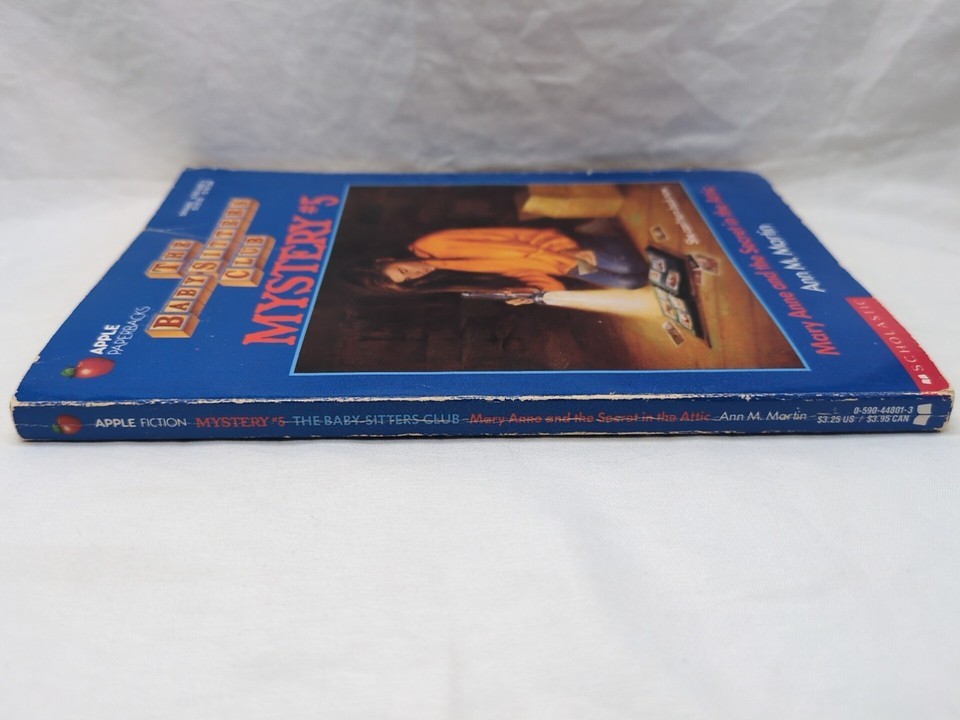 APPLE
PAPERBACKS
THE
BABY SITTERS
CLUB
MYSTERY #5
Mary Anne and the Secret in the Attic
Ann M. Martin
SCHOLASTIC
APPLE FICTION MYSTERY #5 THE BABY-SITTERS CLUB Mary Anne and the Secret in the Attic Ann M. Martin
0-590-44801-3
$3.25 US / $3.95 CAN